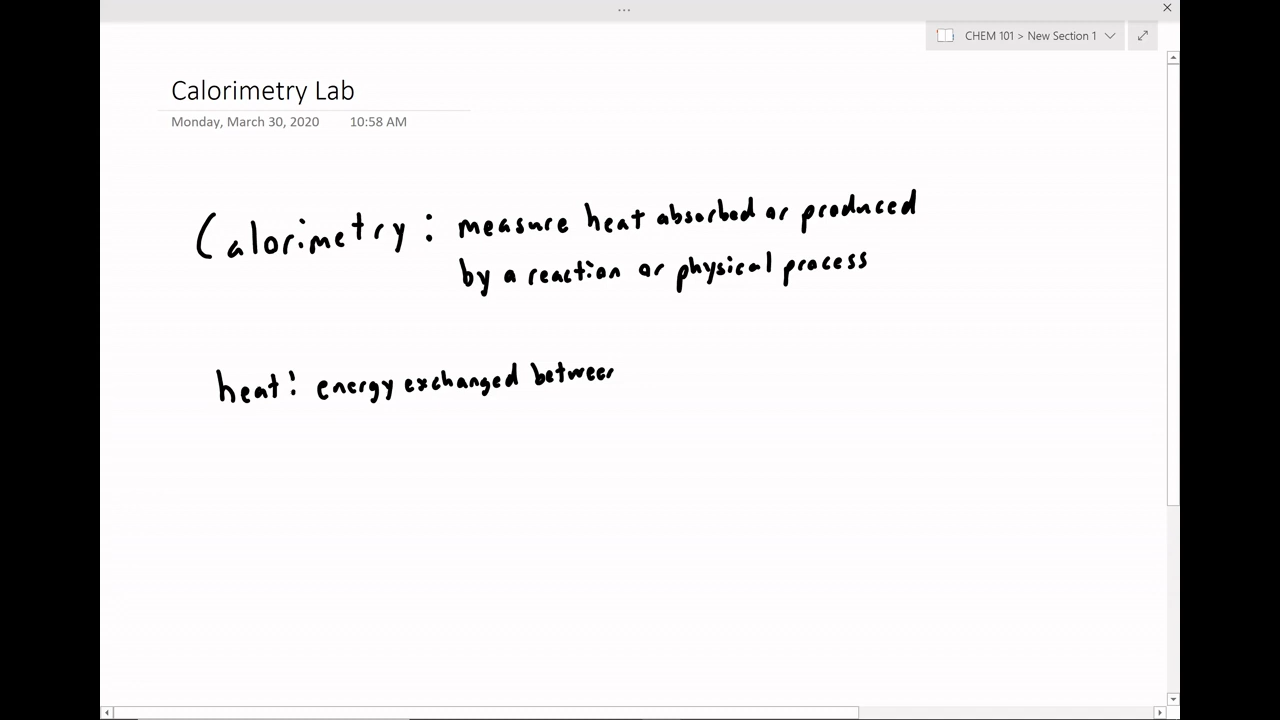 CHEM 101 > New Section 1
Calorimetry Lab
Monday, March 30, 2020 10:58 AM
Calorimetry: measure heat absorbed or produced
by a reaction or physical process
heat: energy exchanged between